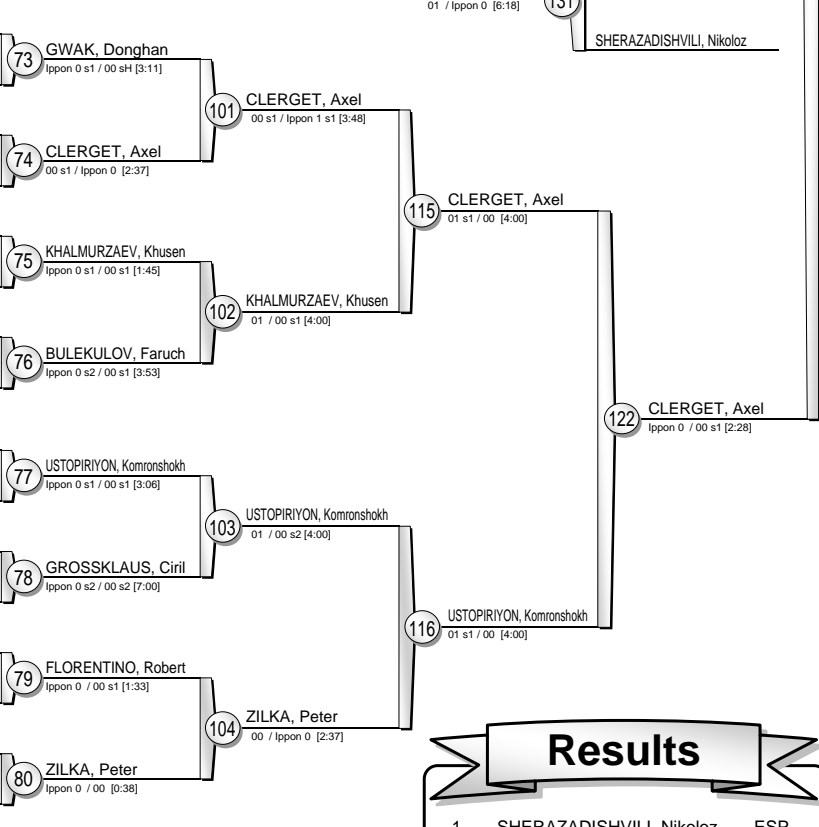 01 / Ippon 0 [6:18]
131
SHERAZADISHVILI, Nikoloz
73 GWAK, Donghan
Ippon 0 s1 / 00 sH [3:11]
101 CLERGET, Axel
00 s1 / Ippon 1 s1 [3:48]
74 CLERGET, Axel
00 s1 / Ippon 0 [2:37]
115 CLERGET, Axel
01 s1 / 00 [4:00]
75 KHALMURZAEV, Khusen
Ippon 0 s1 / 00 s1 [1:45]
102 KHALMURZAEV, Khusen
01 / 00 s1 [4:00]
76 BULEKULOV, Faruch
Ippon 0 s2 / 00 s1 [3:53]
122 CLERGET, Axel
Ippon 0 / 00 s1 [2:28]
77 USTOPIRIYON, Komronshokh
Ippon 0 s1 / 00 s1 [3:06]
103 USTOPIRIYON, Komronshokh
01 / 00 s2 [4:00]
78 GROSSKLAUS, Ciril
Ippon 0 s2 / 00 s2 [7:00]
116 USTOPIRIYON, Komronshokh
01 s1 / 00 [4:00]
79 FLORENTINO, Robert
Ippon 0 / 00 s1 [1:33]
104 ZILKA, Peter
00 / Ippon 0 [2:37]
80 ZILKA, Peter
Ippon 0 / 00 [0:38]
Results
1 SHERAZADISHVILI, Nikoloz ESP